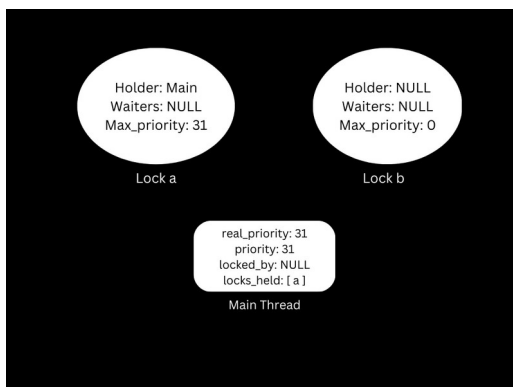 Holder: Main
Waiters: NULL
Max_priority: 31
Lock a
Holder: NULL
Waiters: NULL
Max_priority: 0
Lock b
real_priority: 31
priority: 31
locked_by: NULL
locks_held: [ a ]
Main Thread